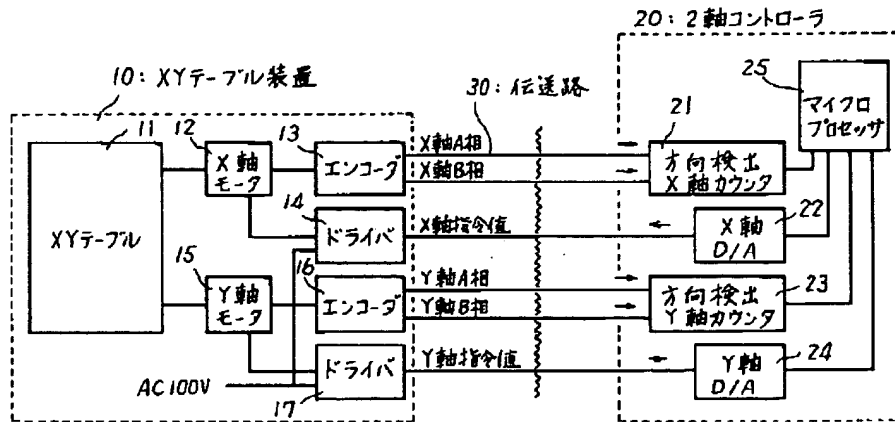 20:2軸コントローラ
10:XYテーブル装置
11
XYテーブル
12
X軸
モータ
13
エンコーダ
14
ドライバ
15
Y軸
モータ
16
エンコーダ
ドライバ
17
AC100V
30:伝送路
X軸A相
X軸B相
X軸指令値
Y軸A相
Y軸B相
Y軸指令値
21
方向検出
X軸カウンタ
22
X軸
D/A
23
方向検出
Y軸カウンタ
24
Y軸
D/A
25
マイクロ
プロセッサ